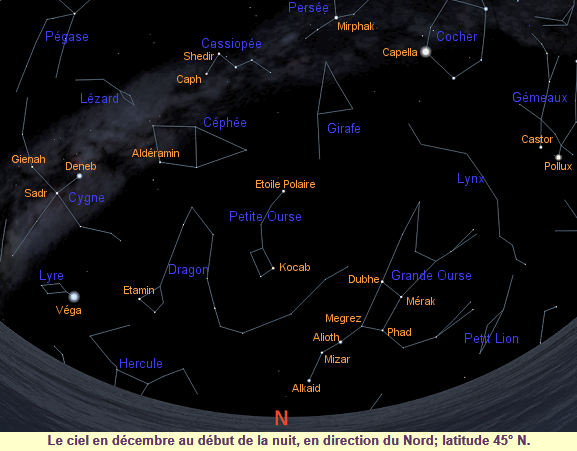 Persée
Mirphak
Pégase
Cassiopée
Cocher
Shedir
Capella
Caph
Lézard
Gémeaux
Céphée
Girafe
Castor
Gienah
Aldéramin
Deneb
Pollux
Lynx
Etoile Polaire
Sadr
Cygne
Petite Ourse
Lyre
Dragon
Kocab
Dubhe
Grande Ourse
Etamin
Mérak
Véga
Megrez
Phad
Alioth
Petit Lion
Mizar
Hercule
Alkaid
N
Le ciel en décembre au début de la nuit, en direction du Nord; latitude 45° N.